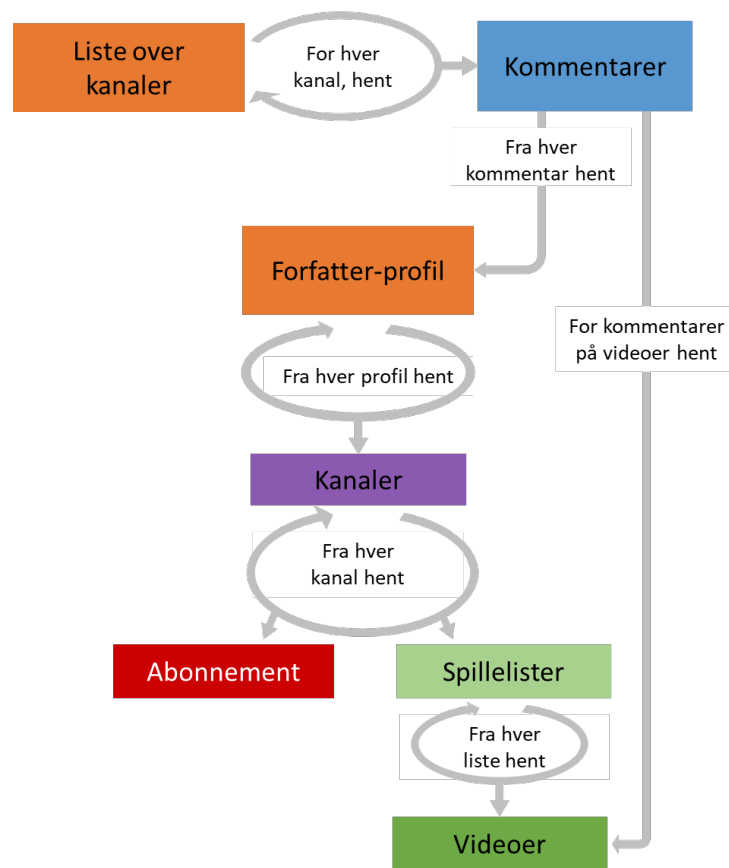 Liste over
kanaler
For hver
kanal, hent
Kommentarer
Fra hver
kommentar hent
Forfatter-profil
For kommentarer
på videoer hent
Fra hver profil hent
Kanaler
Fra hver
kanal hent
Abonnement
Spillelister
Fra hver
liste hent
Videoer